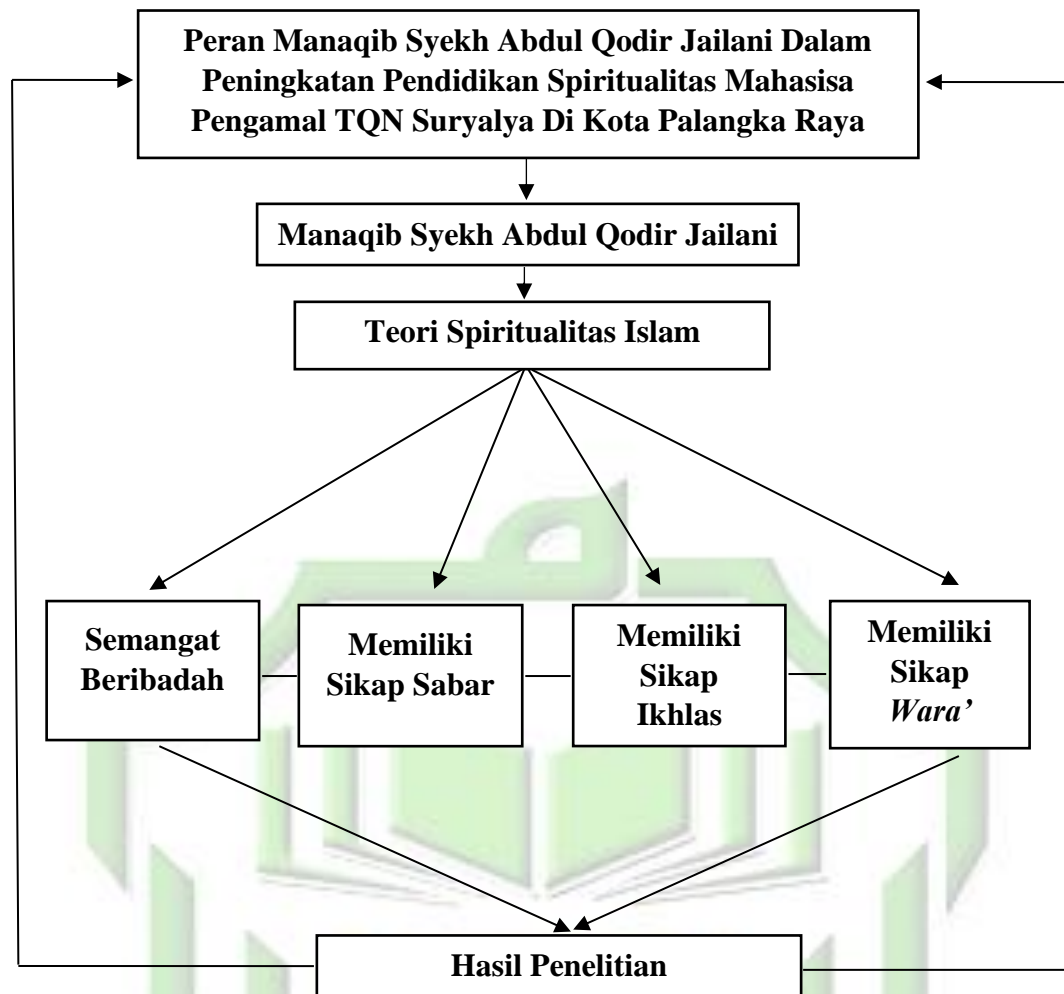 Peran Manaqib Syekh Abdul Qodir Jailani Dalam
Peningkatan Pendidikan Spiritualitas Mahasisa
Pengamal TQN Suryalya Di Kota Palangka Raya
Manaqib Syekh Abdul Qodir Jailani
Teori Spiritualitas Islam
Semangat
Beribadah
Memiliki
Sikap Sabar
Memiliki
Sikap
Ikhlas
Memiliki
Sikap
Wara’
Hasil Penelitian